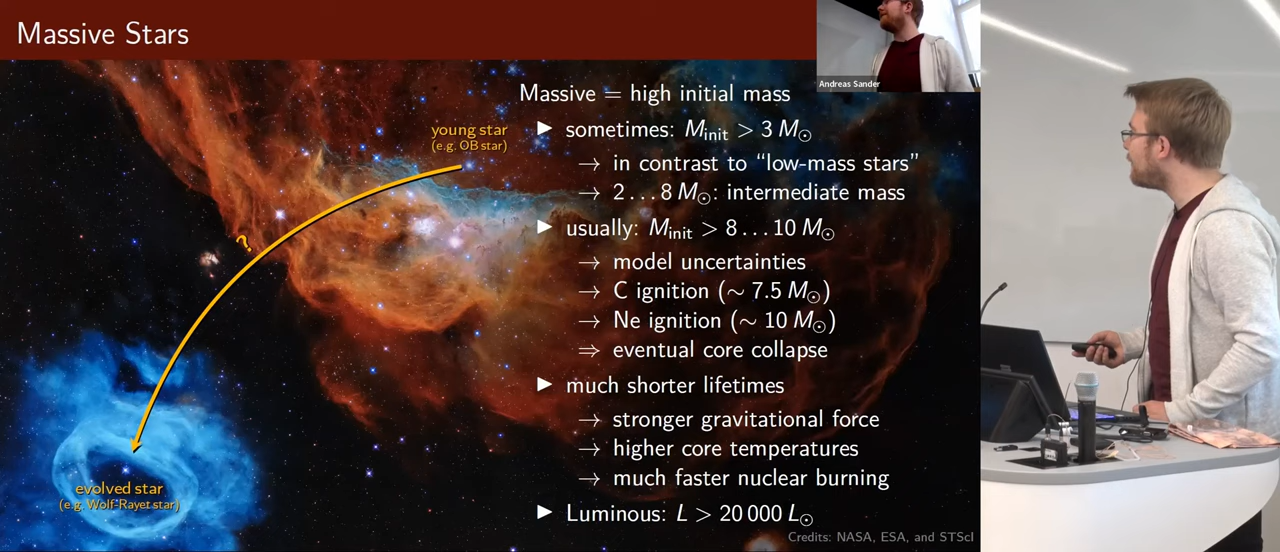 Massive Stars
Andreas Sander
Massive = high initial mass
► sometimes: M_init > 3 M_⊙
→ in contrast to “low-mass stars”
→ 2 . . . 8 M_⊙: intermediate mass
► usually: M_init > 8 . . . 10 M_⊙
→ model uncertainties
→ C ignition (∼ 7.5 M_⊙)
→ Ne ignition (∼ 10 M_⊙)
⇒ eventual core collapse
► much shorter lifetimes
→ stronger gravitational force
→ higher core temperatures
→ much faster nuclear burning
► Luminous: L > 20 000 L_⊙
young star
(e.g. OB star)
?
evolved star
(e.g. Wolf-Rayet star)
Credits: NASA, ESA, and STScI